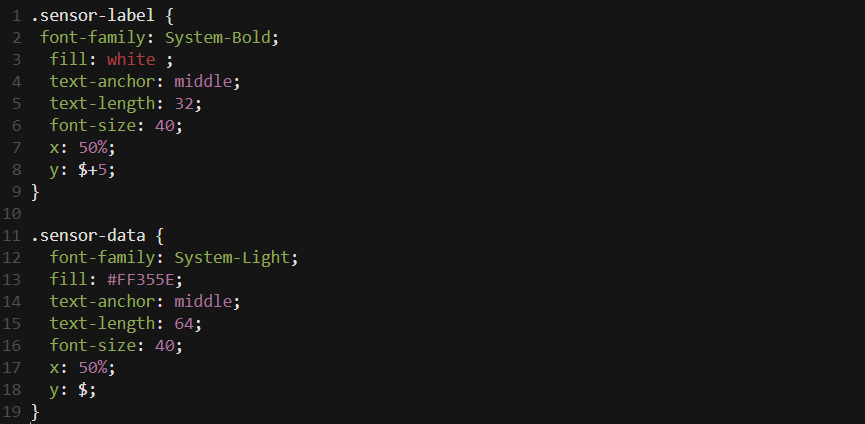 1 .sensor-label {
2 font-family: System-Bold;
3 fill: white ;
4 text-anchor: middle;
5 text-length: 32;
6 font-size: 40;
7 x: 50%;
8 y: $+5;
9 }
10
11 .sensor-data {
12 font-family: System-Light;
13 fill: #FF355E;
14 text-anchor: middle;
15 text-length: 64;
16 font-size: 40;
17 x: 50%;
18 y: $;
19 }